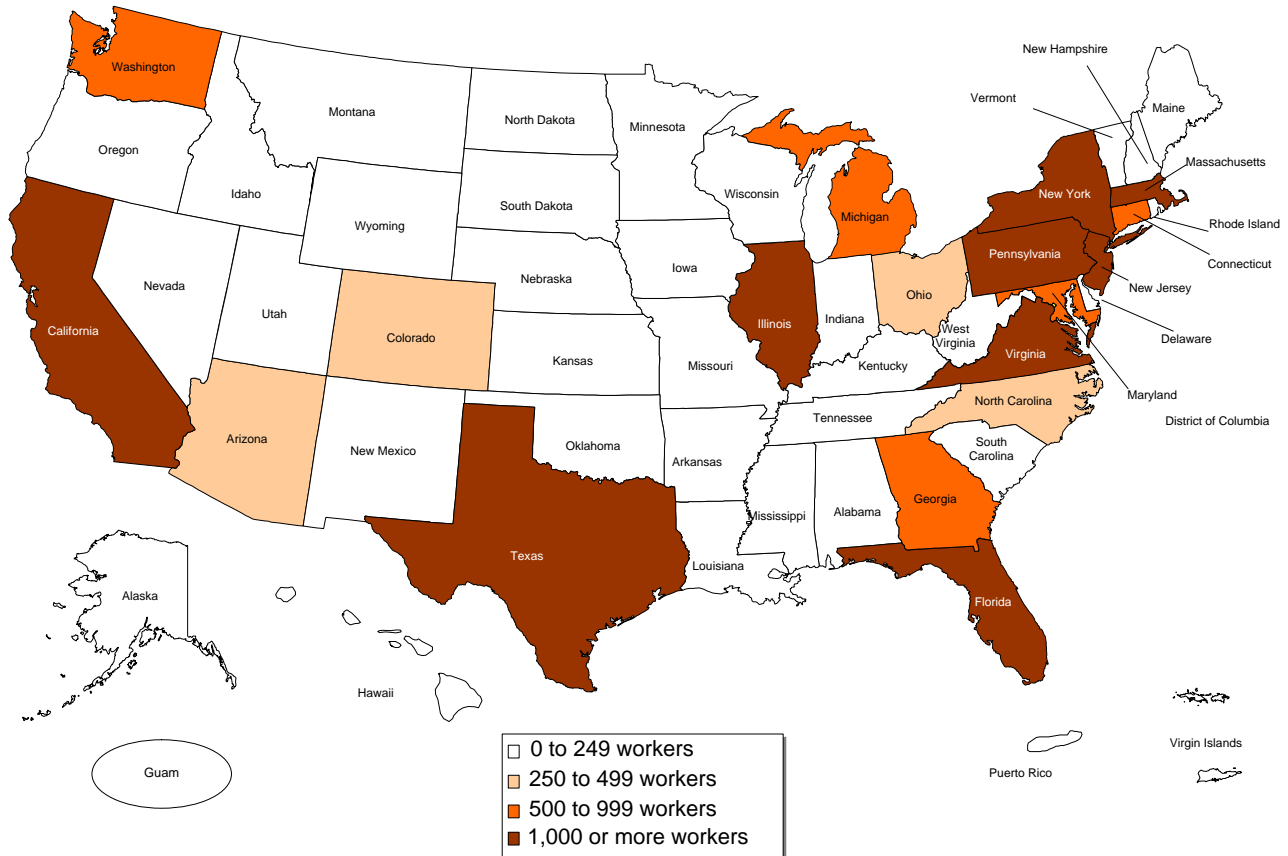 New Hampshire
Washington
Vermont
Maine
Montana
North Dakota
Minnesota
Oregon
Massachusetts
Idaho
Wisconsin
New York
South Dakota
Michigan
Rhode Island
Wyoming
Pennsylvania
Connecticut
Iowa
Nebraska
New Jersey
Nevada
Ohio
Utah
Illinois
Indiana
California
Colorado
West
Virginia
Virginia
Delaware
Kansas
Missouri
Kentucky
Maryland
North Carolina
Tennessee
District of Columbia
Arizona
New Mexico
Oklahoma
South
Carolina
Arkansas
Georgia
Mississippi
Alabama
Texas
Louisiana
Alaska
Florida
Hawaii
Virgin Islands
Guam
Puerto Rico
0 to 249 workers
250 to 499 workers
500 to 999 workers
1,000 or more workers